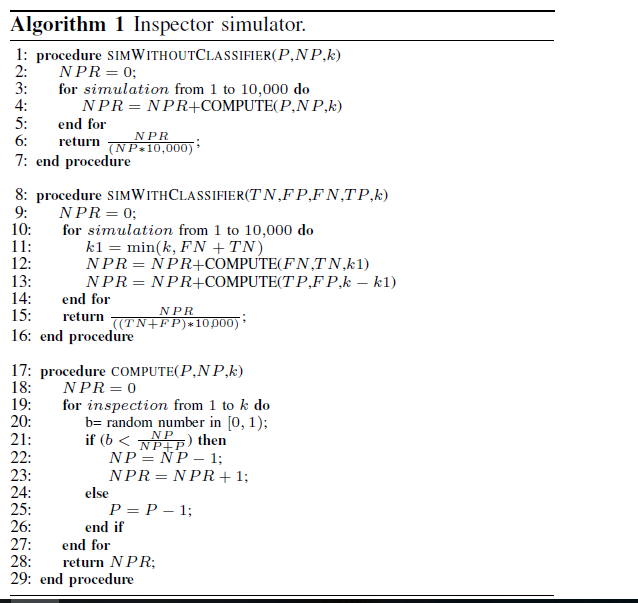 Algorithm 1 Inspector simulator.
1: procedure SIMWITHOUTCLASSIFIER(P,NP,k)
2: NPR = 0;
3: for simulation from 1 to 10,000 do
4: NPR = NPR+COMPUTE(P,NP,k)
5: end for
6: return NPR/(NP∗10,000);
7: end procedure
8: procedure SIMWITHCLASSIFIER(TN,FP,FN,TP,k)
9: NPR = 0;
10: for simulation from 1 to 10,000 do
11: k1 = min(k, FN + TN)
12: NPR = NPR+COMPUTE(FN,TN,k1)
13: NPR = NPR+COMPUTE(TP,FP,k − k1)
14: end for
15: return NPR/((TN+FP)∗10,000);
16: end procedure
17: procedure COMPUTE(P,NP,k)
18: NPR = 0
19: for inspection from 1 to k do
20: b= random number in [0, 1);
21: if (b < NP/(NP+P)) then
22: NP = NP − 1;
23: NPR = NPR + 1;
24: else
25: P = P − 1;
26: end if
27: end for
28: return NPR;
29: end procedure